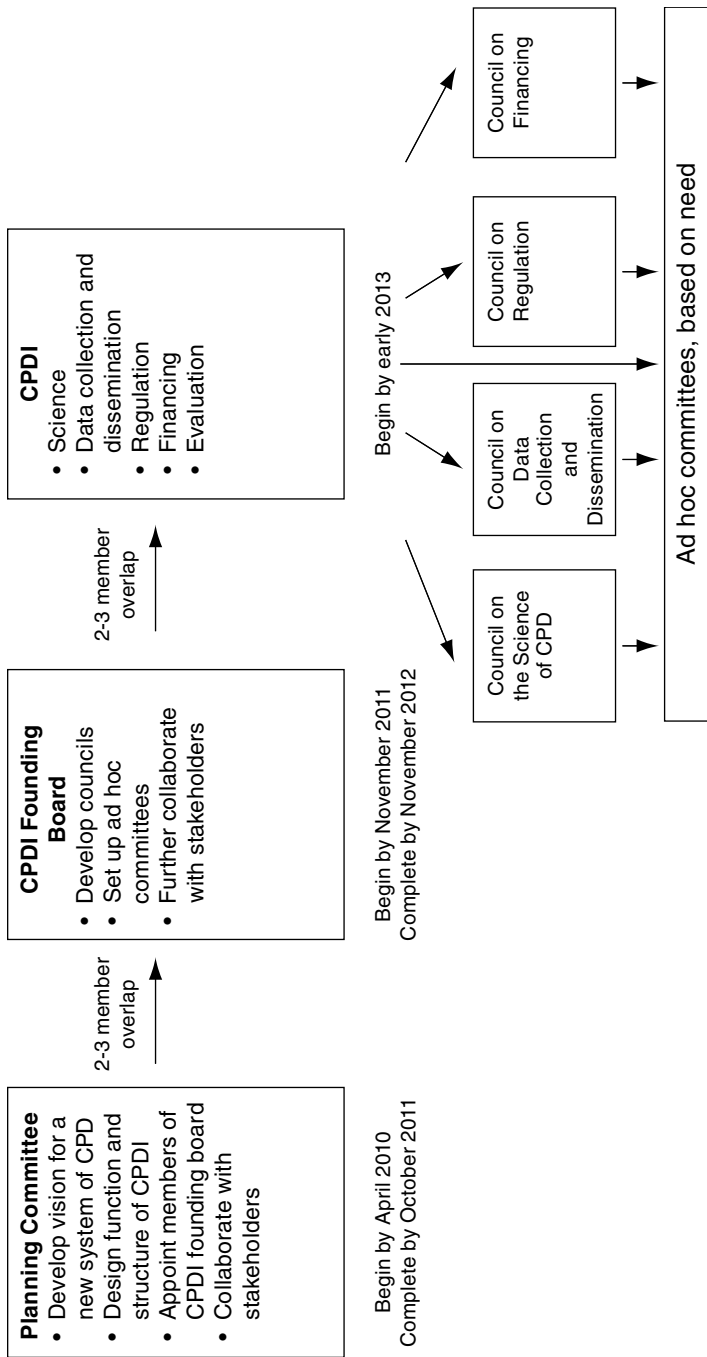 Planning Committee
• Develop vision for a
new system of CPD
• Design function and
structure of CPDI
• Appoint members of
CPDI founding board
• Collaborate with
stakeholders
Begin by April 2010
Complete by October 2011
2-3 member
overlap
CPDI Founding
Board
• Develop councils
• Set up ad hoc
committees
• Further collaborate
with stakeholders
Begin by November 2011
Complete by November 2012
2-3 member
overlap
CPDI
• Science
• Data collection and
dissemination
• Regulation
• Financing
• Evaluation
Begin by early 2013
Council on
the Science
of CPD
Council on
Data
Collection
and
Dissemination
Council on
Regulation
Council on
Financing
Ad hoc committees, based on need